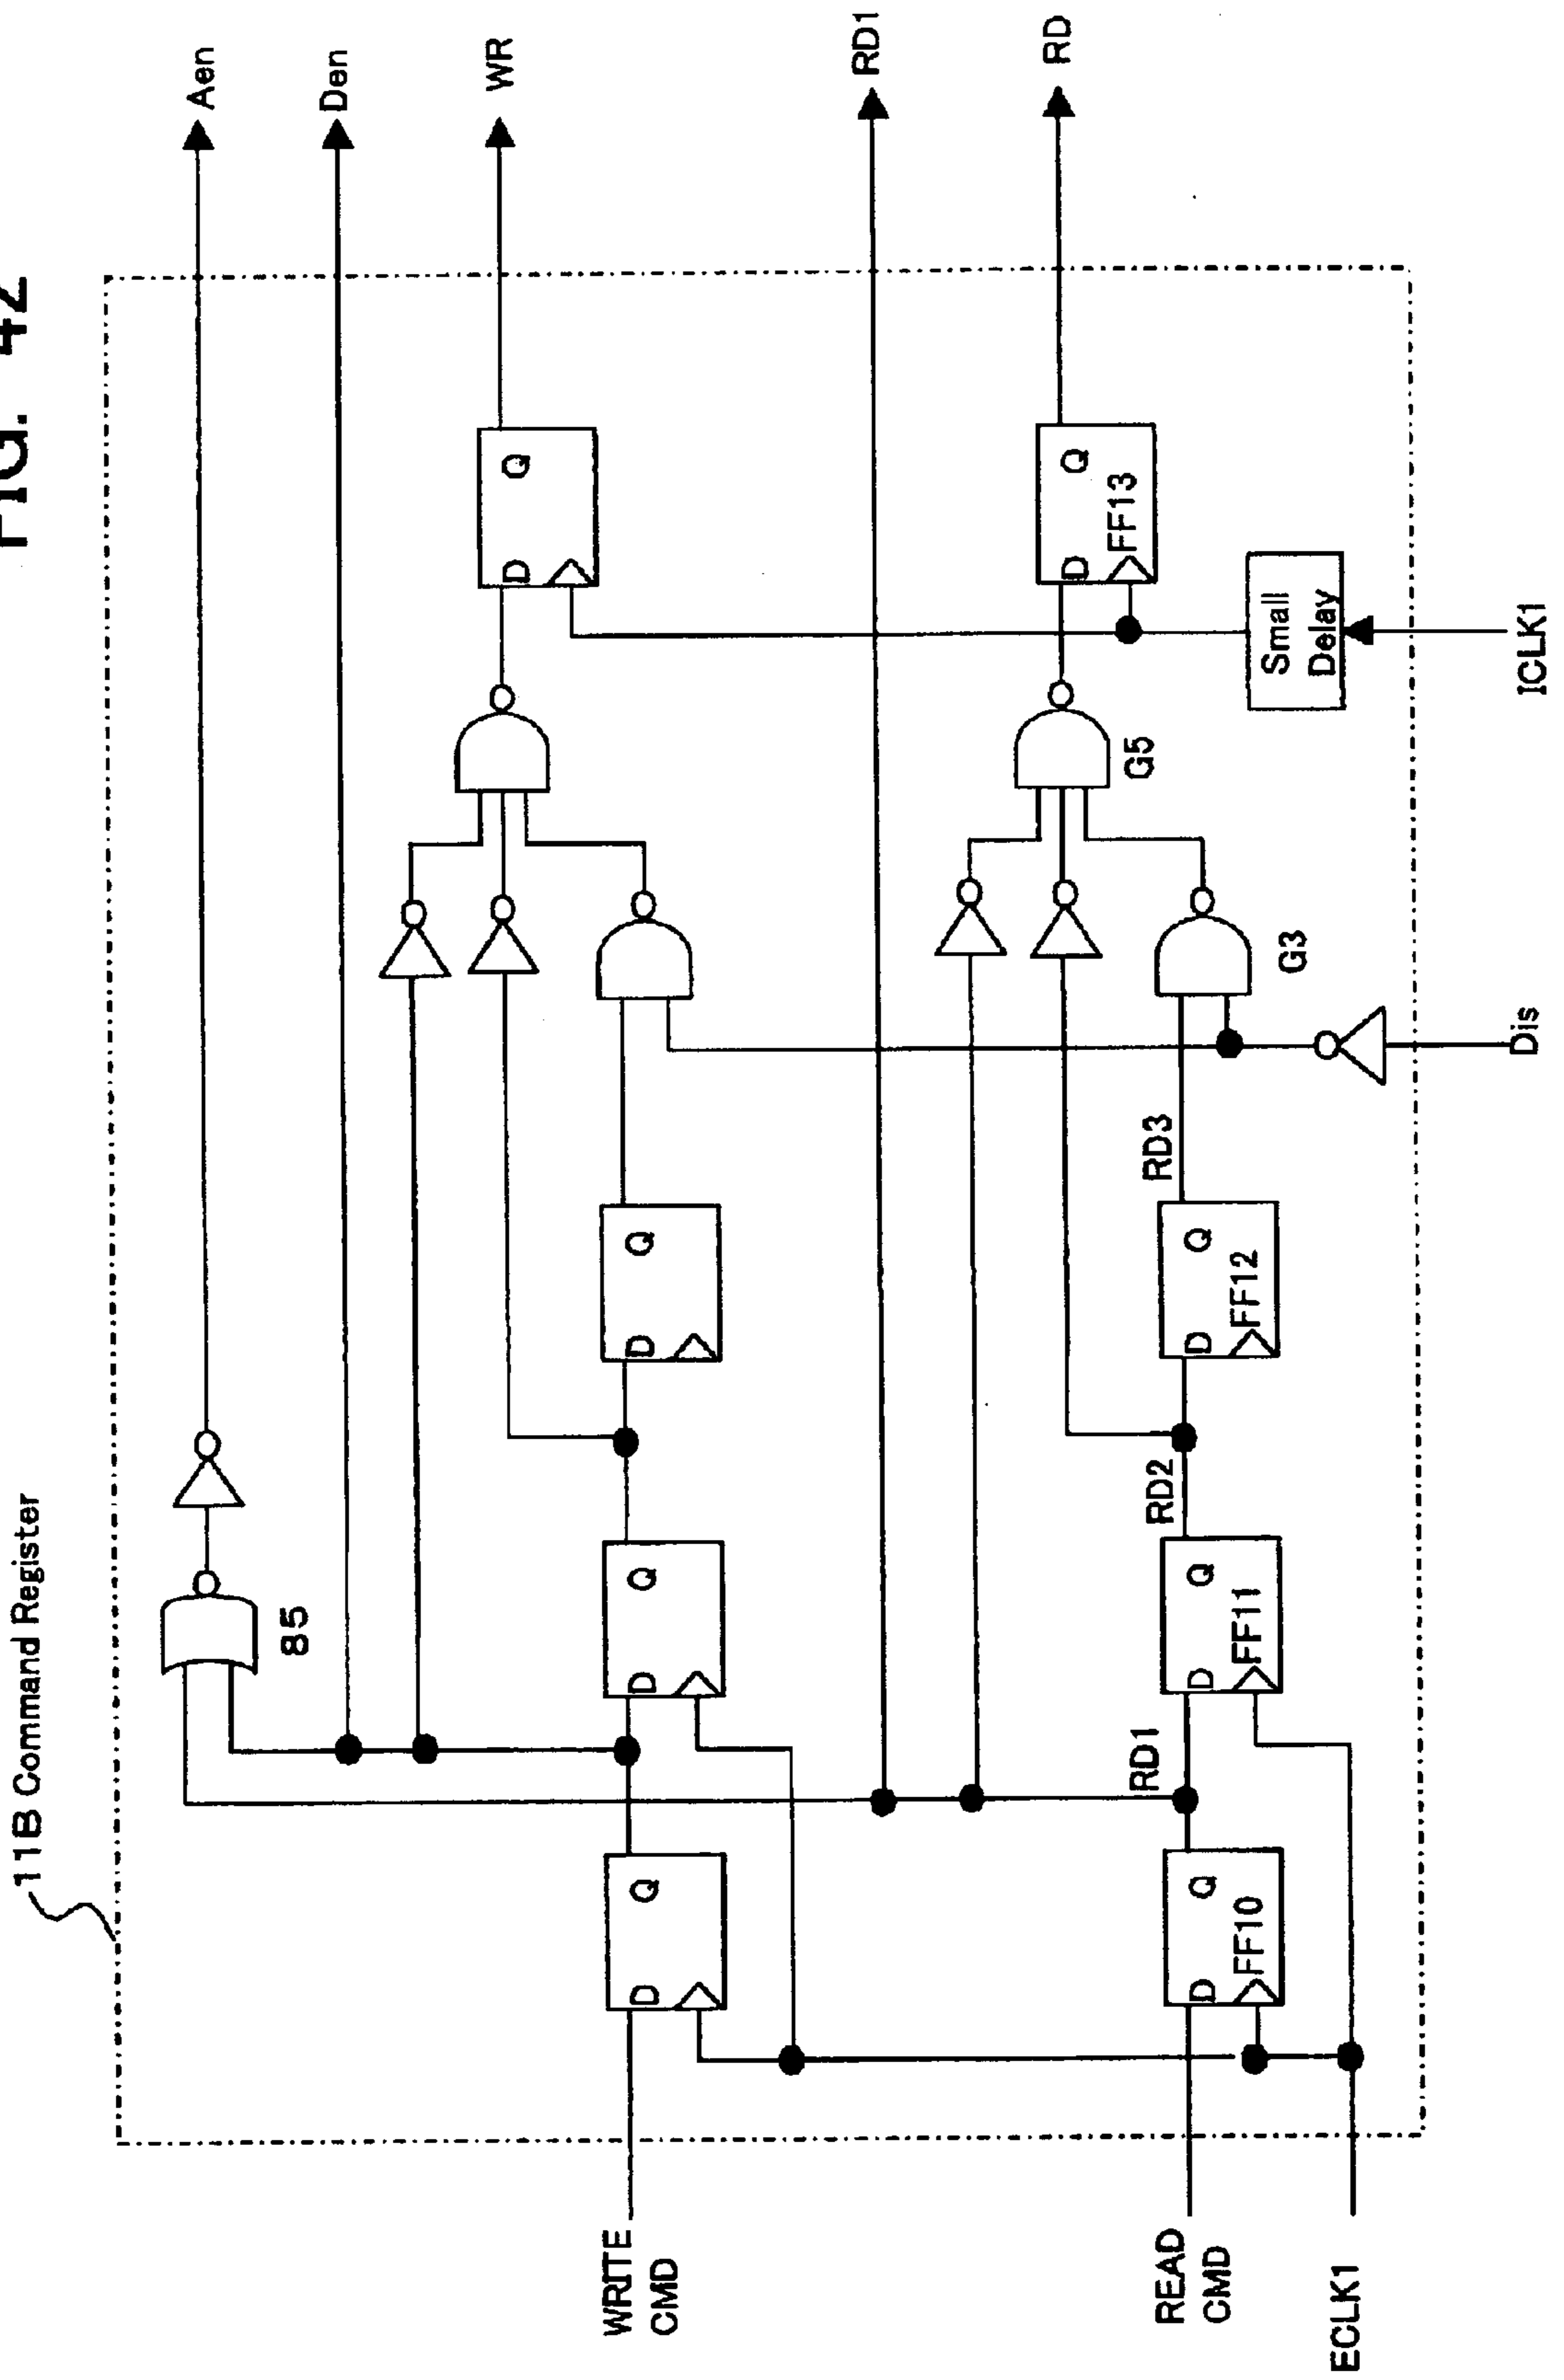 FIG. 42
11B Command Register
Aen
Den
WR
RD1
RD
85
D
Q
D
Q
D
Q
D
Q
WRITE
CMD
READ
CMD
ECLK1
D
Q
FF10
RD1
D
Q
FF11
RD2
D
Q
FF12
RD3
G3
G5
D
Q
FF13
Small
Delay
Dis
ICLK1